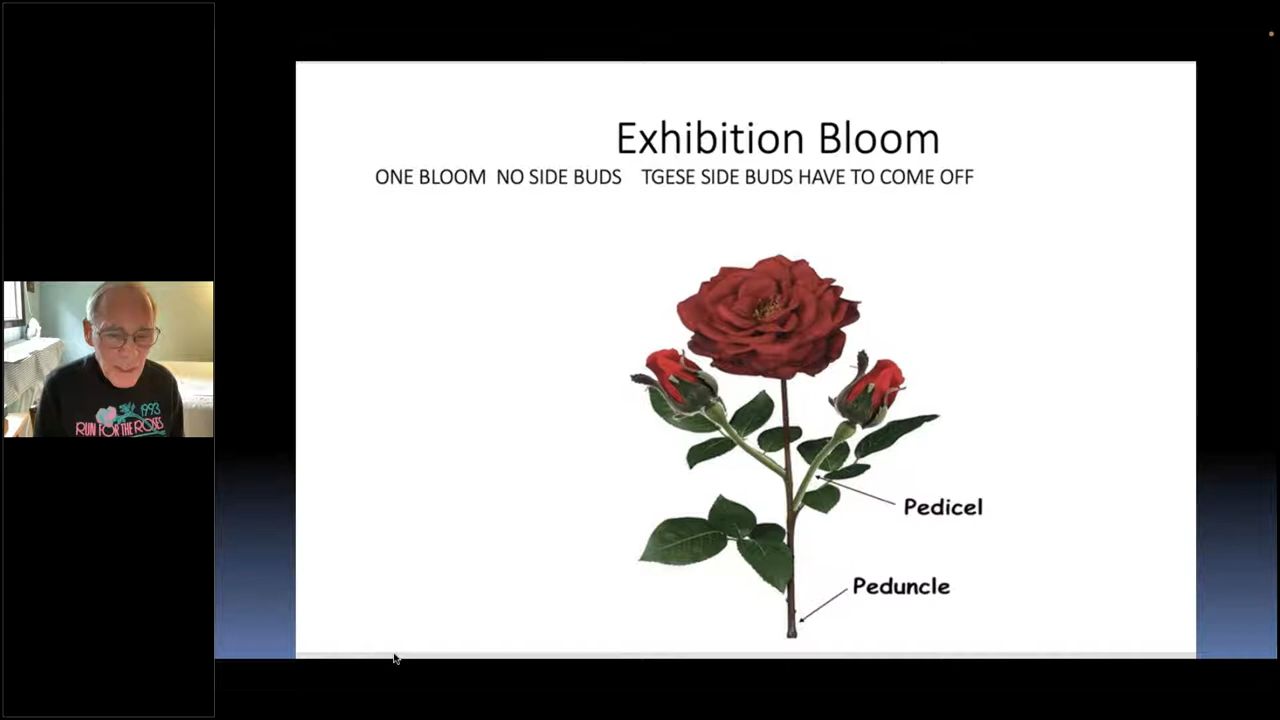 Exhibition Bloom
ONE BLOOM NO SIDE BUDS TGESE SIDE BUDS HAVE TO COME OFF
Pedicel
Peduncle
1993
RUN FOR THE ROSES